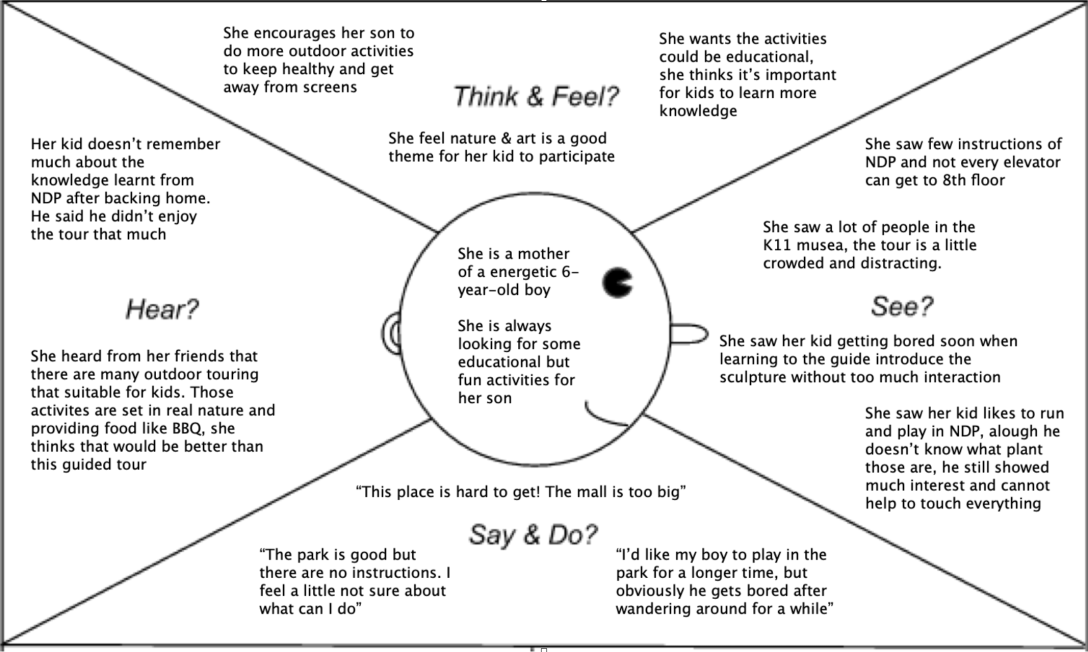 She encourages her son to
do more outdoor activities
to keep healthy and get
away from screens
Think & Feel?
She wants the activities
could be educational,
she thinks it's important
for kids to learn more
knowledge
She feel nature & art is a good
theme for her kid to participate
Her kid doesn't remember
much about the
knowledge learnt from
NDP after backing home.
He said he didn't enjoy
the tour that much
Hear?
She heard from her friends that
there are many outdoor touring
that suitable for kids. Those
activites are set in real nature and
providing food like BBQ, she
thinks that would be better than
this guided tour
She is a mother
of a energetic 6-
year-old boy
She is always
looking for some
educational but
fun activities for
her son
She saw few instructions of
NDP and not every elevator
can get to 8th floor
She saw a lot of people in the
K11 musea, the tour is a little
crowded and distracting.
See?
She saw her kid getting bored soon when
learning to the guide introduce the
sculpture without too much interaction
She saw her kid likes to run
and play in NDP, alough he
doesn't know what plant
those are, he still showed
much interest and cannot
help to touch everything
"This place is hard to get! The mall is too big"
Say & Do?
"The park is good but
there are no instructions. I
feel a little not sure about
what can I do"
"I'd like my boy to play in the
park for a longer time, but
obviously he gets bored after
wandering around for a while"